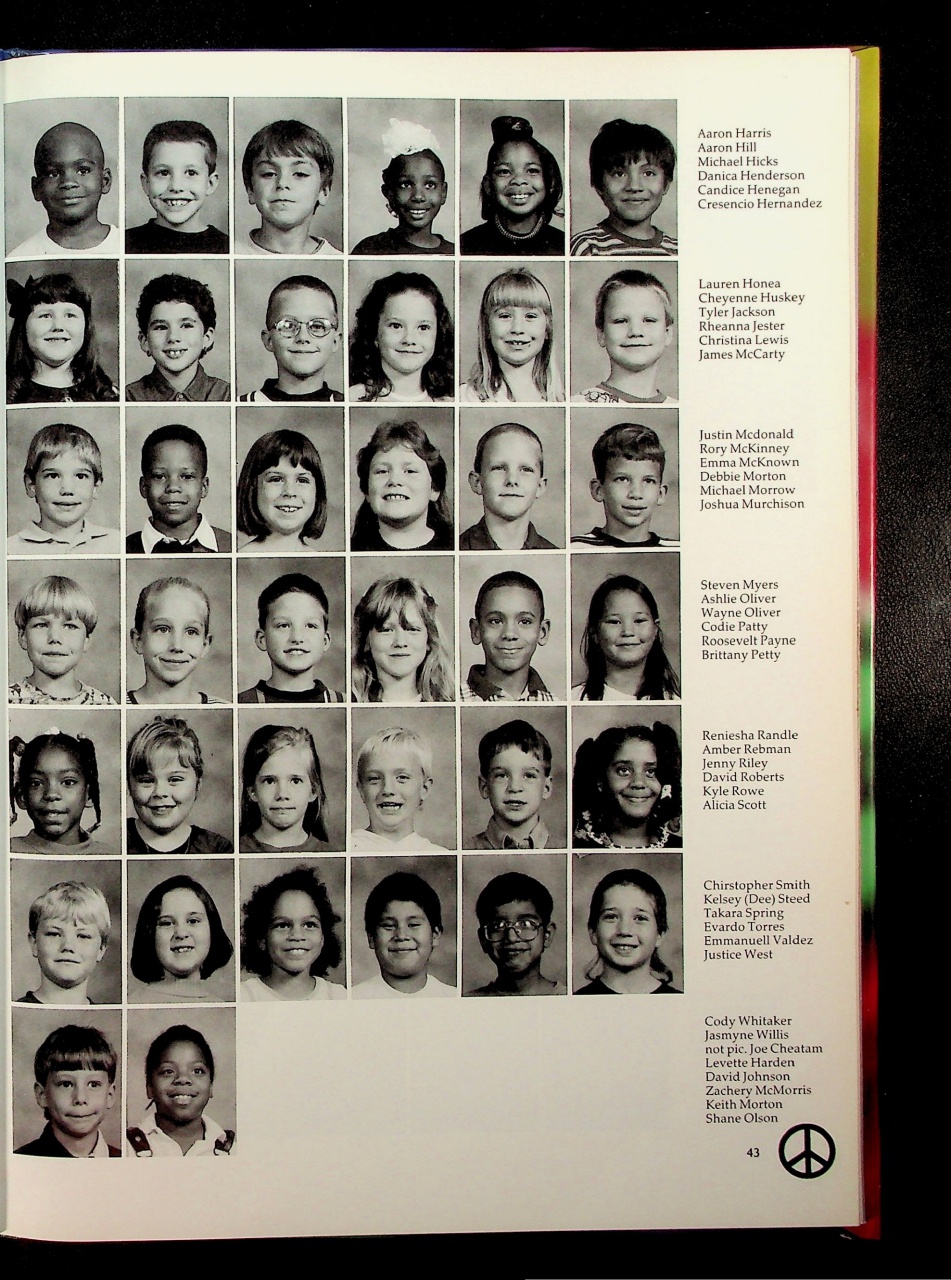 Aaron Harris
Aaron Hill
Michael Hicks
Danica Henderson
Candice Henegan
Cresencio Hernandez
Lauren Honea
Cheyenne Huskey
Tyler Jackson
Rheanna Jester
Christina Lewis
James McCarty
Justin Mcdonald
Rory McKinney
Emma McKnown
Debbie Morton
Michael Morrow
Joshua Murchison
Steven Myers
Ashlie Oliver
Wayne Oliver
Codie Patty
Roosevelt Payne
Brittany Petty
Reniesha Randle
Amber Rebman
Jenny Riley
David Roberts
Kyle Rowe
Alicia Scott
Chirstopher Smith
Kelsey (Dee) Steed
Takara Spring
Evardo Torres
Emmanuell Valdez
Justice West
Cody Whitaker
Jasmyne Willis
not pic. Joe Cheatam
Levette Harden
David Johnson
Zachery McMorris
Keith Morton
Shane Olson
43